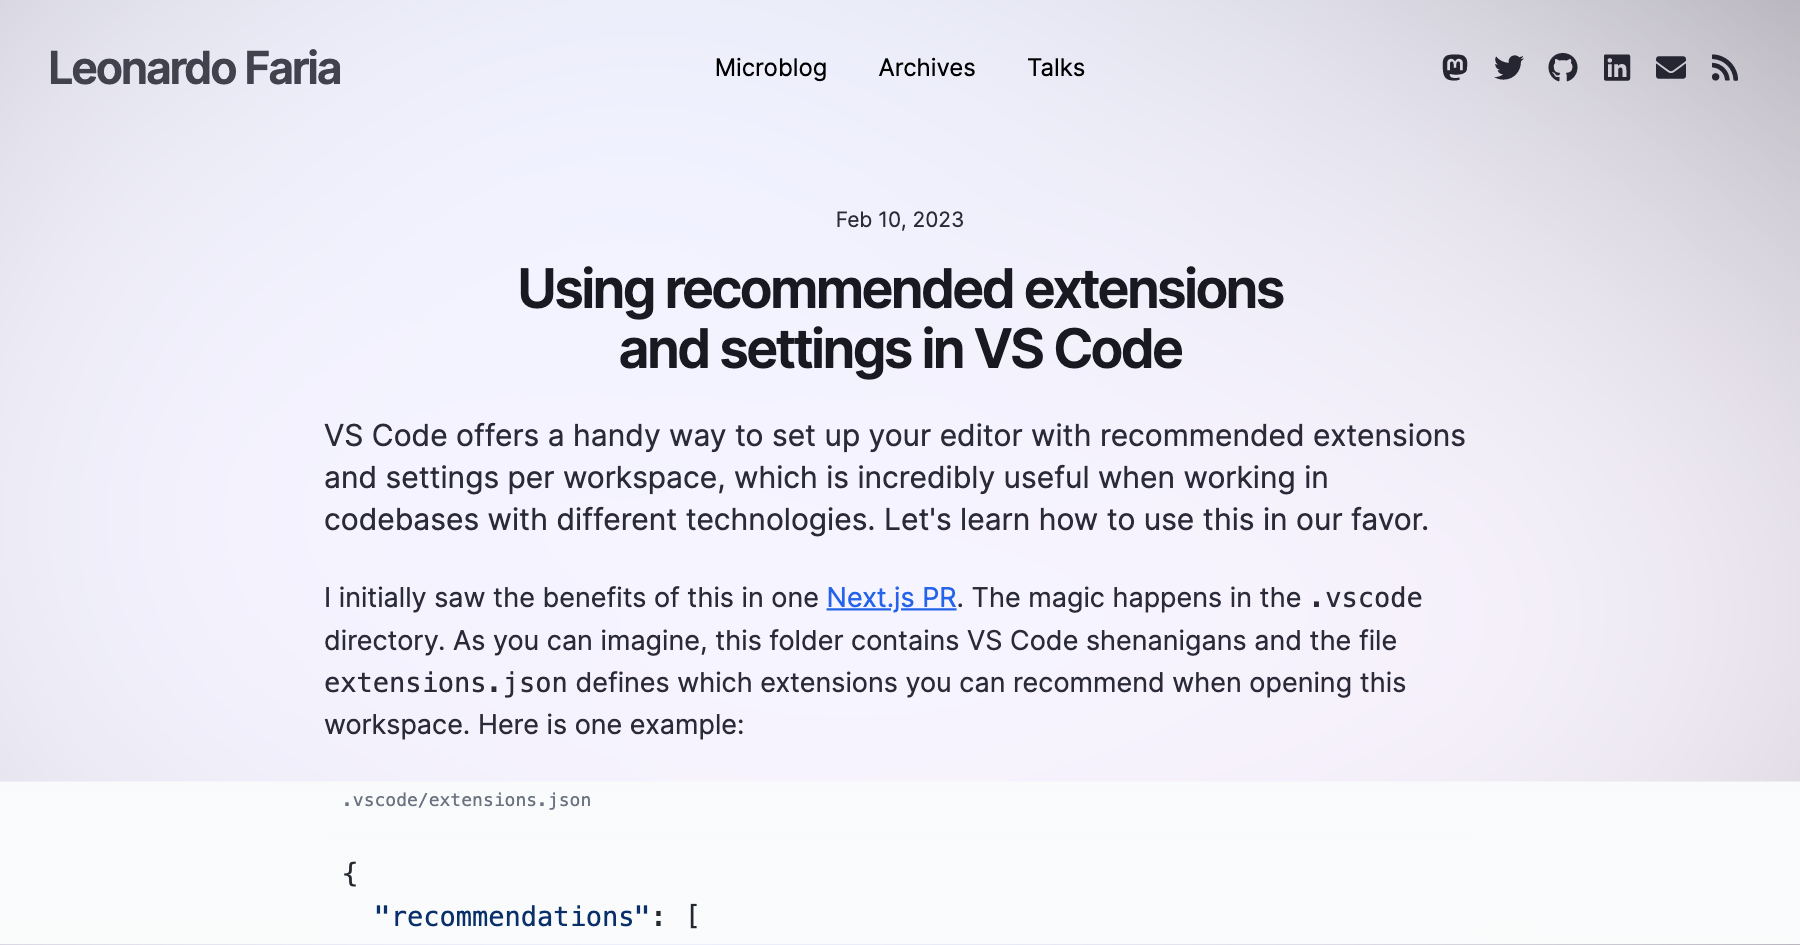 Leonardo Faria
Microblog
Archives
Talks
Feb 10, 2023
Using recommended extensions
and settings in VS Code
VS Code offers a handy way to set up your editor with recommended extensions
and settings per workspace, which is incredibly useful when working in
codebases with different technologies. Let's learn how to use this in our favor.
I initially saw the benefits of this in one Next.js PR. The magic happens in the .vscode
directory. As you can imagine, this folder contains VS Code shenanigans and the file
extensions.json defines which extensions you can recommend when opening this
workspace. Here is one example:
.vscode/extensions.json
{
"recommendations": [